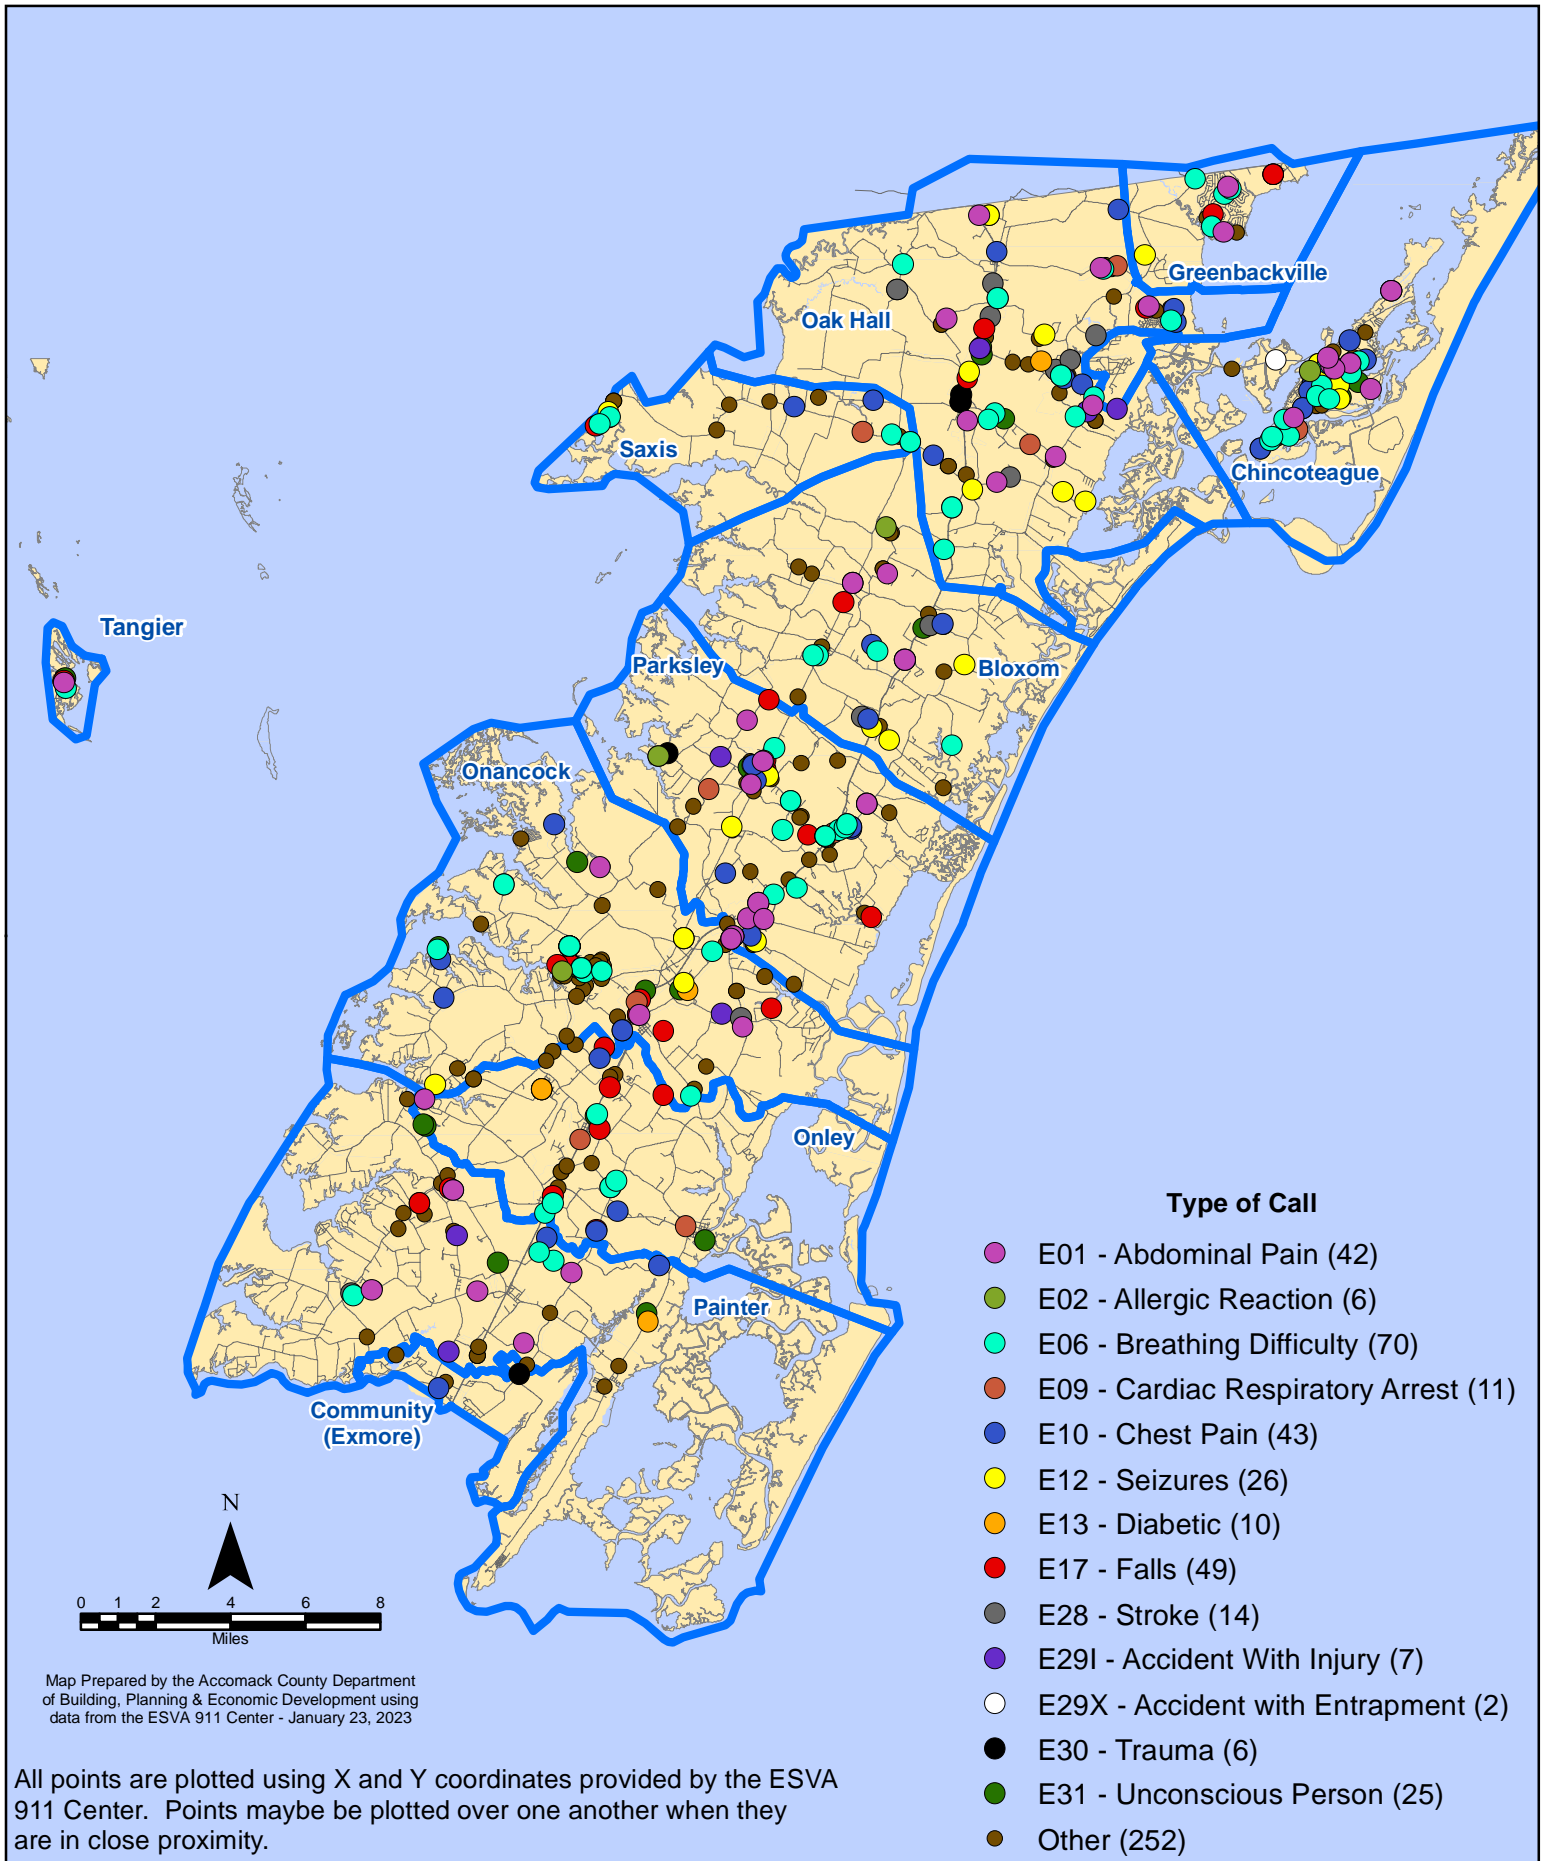 Greenbackville
Oak Hall
Saxis
Chincoteague
Tangier
Parksley
Bloxom
Onancock
Onley
Painter
Community
(Exmore)
Type of Call
E01 - Abdominal Pain (42)
E02 - Allergic Reaction (6)
E06 - Breathing Difficulty (70)
E09 - Cardiac Respiratory Arrest (11)
E10 - Chest Pain (43)
E12 - Seizures (26)
E13 - Diabetic (10)
E17 - Falls (49)
E28 - Stroke (14)
E29I - Accident With Injury (7)
E29X - Accident with Entrapment (2)
E30 - Trauma (6)
E31 - Unconscious Person (25)
Other (252)
N
0 1 2 4 6 8
Miles
Map Prepared by the Accomack County Department
of Building, Planning & Economic Development using
data from the ESVA 911 Center - January 23, 2023
All points are plotted using X and Y coordinates provided by the ESVA
911 Center. Points maybe be plotted over one another when they
are in close proximity.